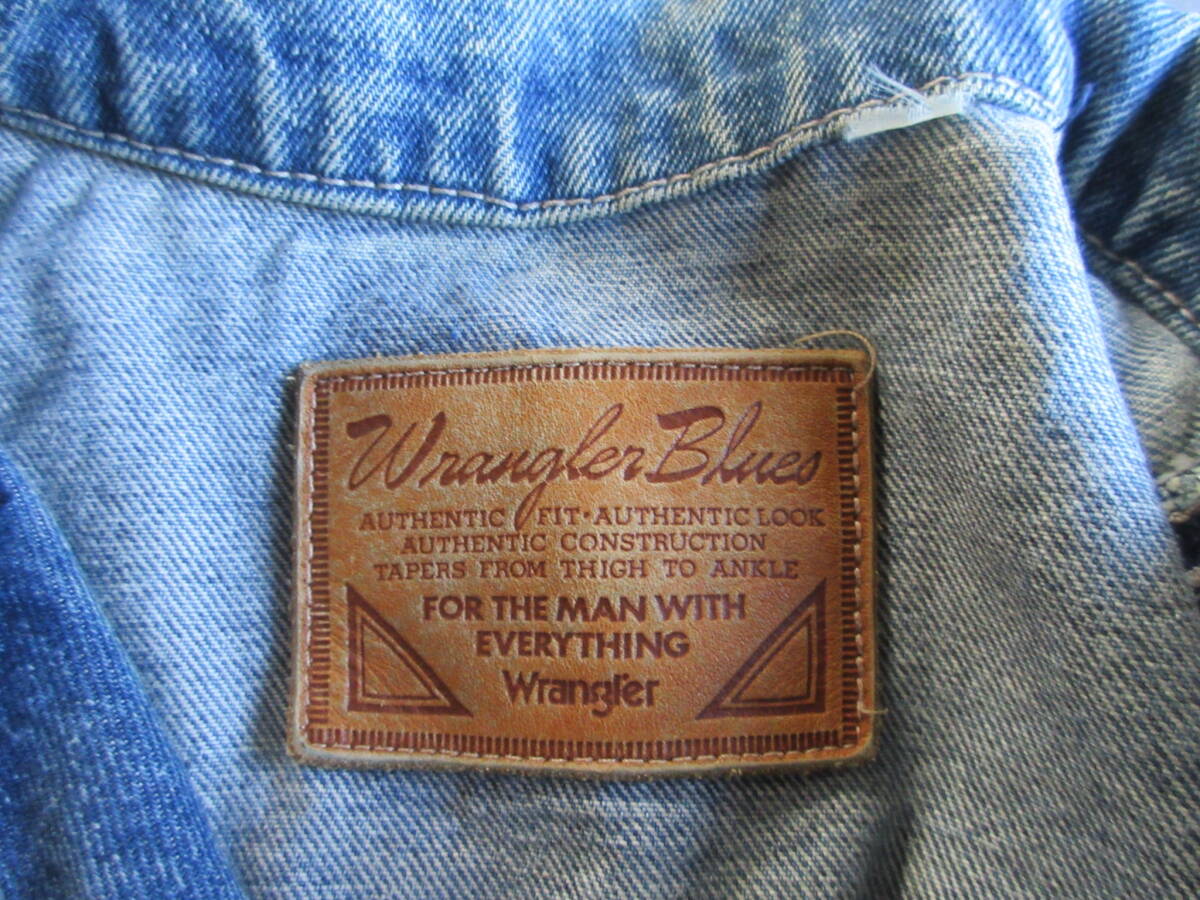 Wrangler Blues
AUTHENTIC FIT·AUTHENTIC LOOK
AUTHENTIC CONSTRUCTION
TAPERS FROM THIGH TO ANKLE
FOR THE MAN WITH
EVERYTHING
Wrangler